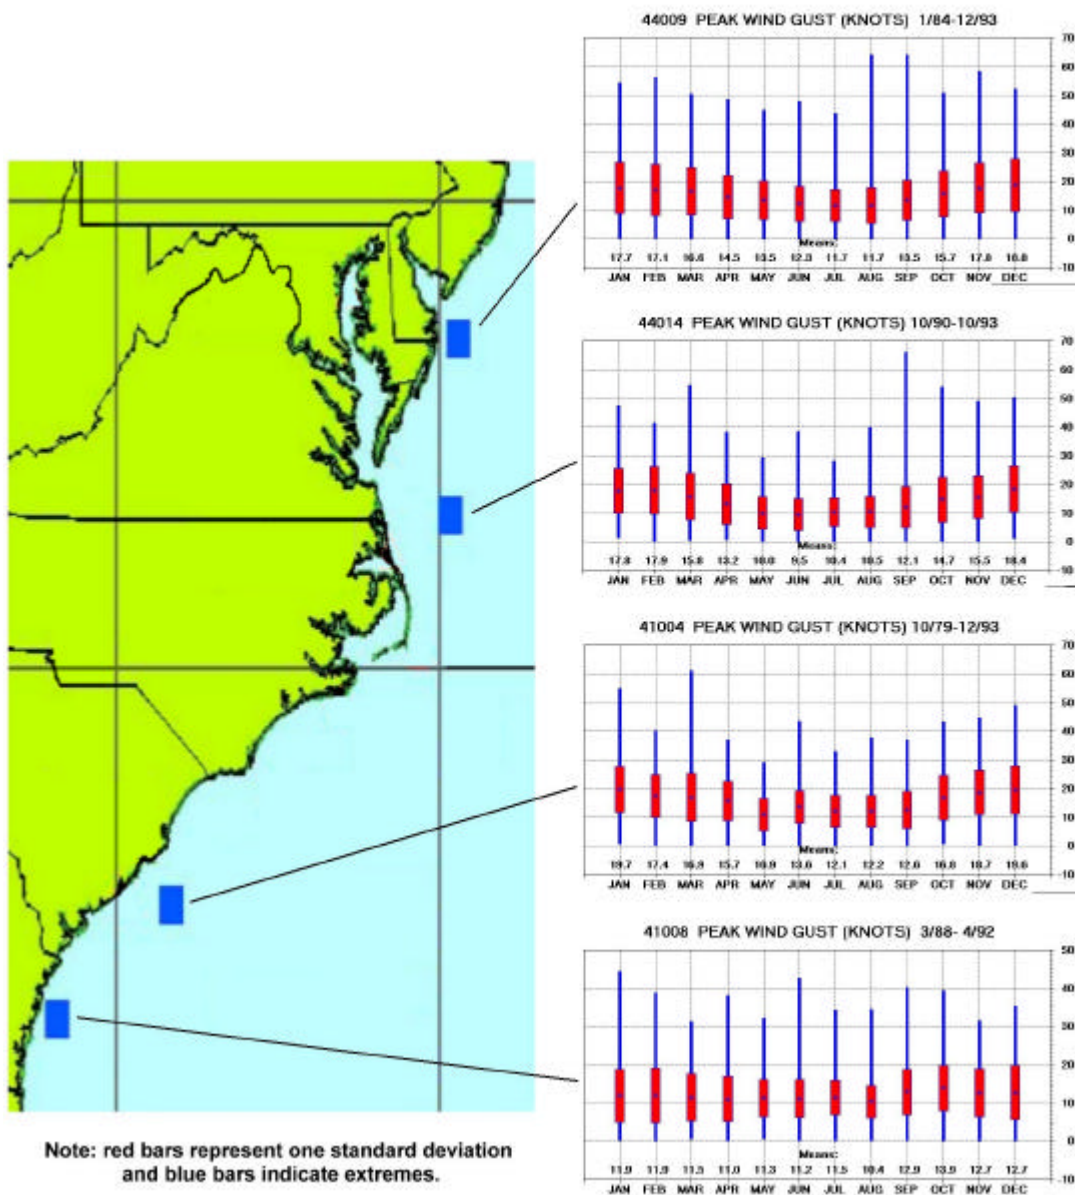 44009 PEAK WIND GUST (KNOTS) 1/84-12/93
70
60
50
40
30
20
10
0
-10
Means:
17.7 17.1 16.6 14.5 13.5 12.3 11.7 11.7 13.5 15.7 17.8 18.8
JAN FEB MAR APR MAY JUN JUL AUG SEP OCT NOV DEC
44014 PEAK WIND GUST (KNOTS) 10/90-10/93
70
60
50
40
30
20
10
0
10
Means:
17.8 17.9 15.8 13.2 10.0 9.5 10.4 10.5 12.1 14.7 15.5 18.4
JAN FEB MAR APR MAY JUN JUL AUG SEP OCT NOV DEC
41004 PEAK WIND GUST (KNOTS) 10/79-12/93
70
60
50
40
30
20
10
0
-10
Means:
19.7 17.4 16.9 15.7 10.9 13.6 12.1 12.2 12.6 16.8 18.7 19.6
JAN FEB MAR APR MAY JUN JUL AUG SEP OCT NOV DEC
41008 PEAK WIND GUST (KNOTS) 3/88- 4/92
50
40
30
20
10
0
-10
Means:
11.9 11.9 11.5 11.0 11.3 11.2 11.5 10.4 12.9 13.9 12.7 12.7
JAN FEB MAR APR MAY JUN JUL AUG SEP OCT NOV DEC
Note: red bars represent one standard deviation
and blue bars indicate extremes.